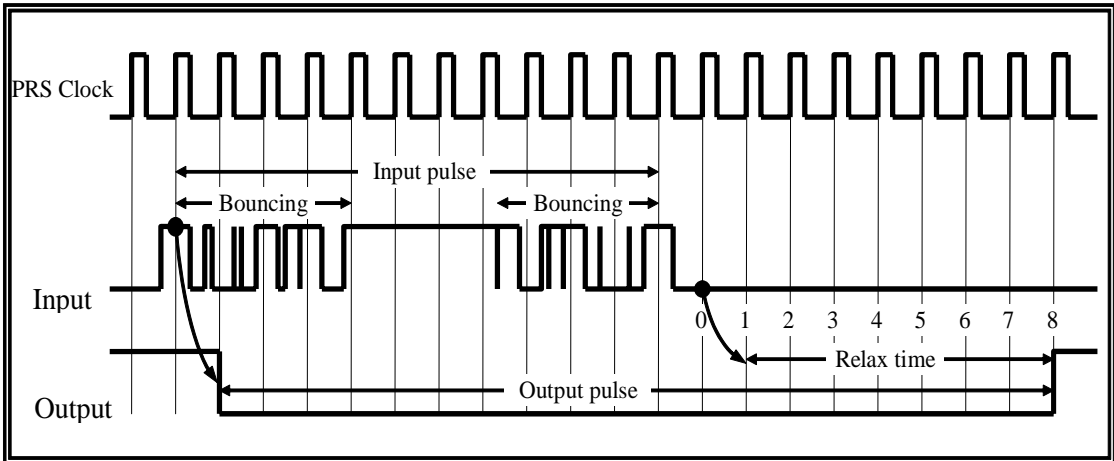 PRS Clock
Input pulse
Bouncing
Bouncing
Input
0 1 2 3 4 5 6 7 8
Relax time
Output pulse
Output